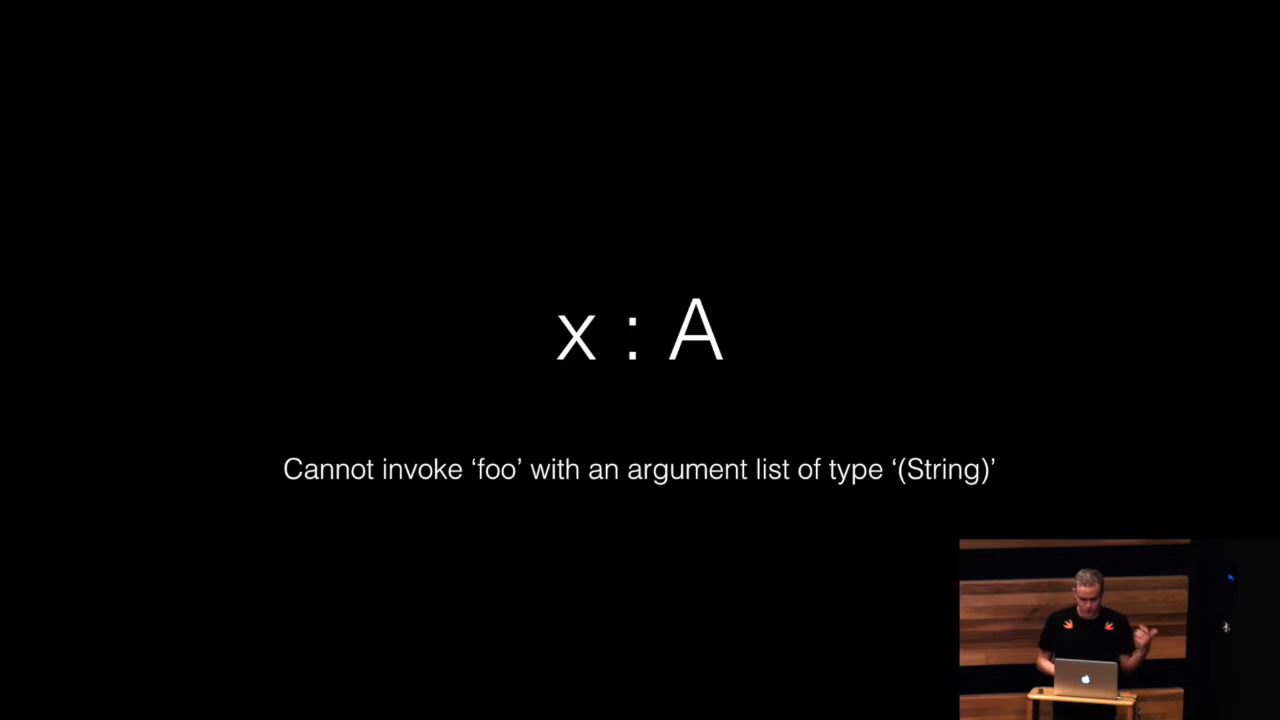 x : A
Cannot invoke ‘foo’ with an argument list of type ‘(String)’